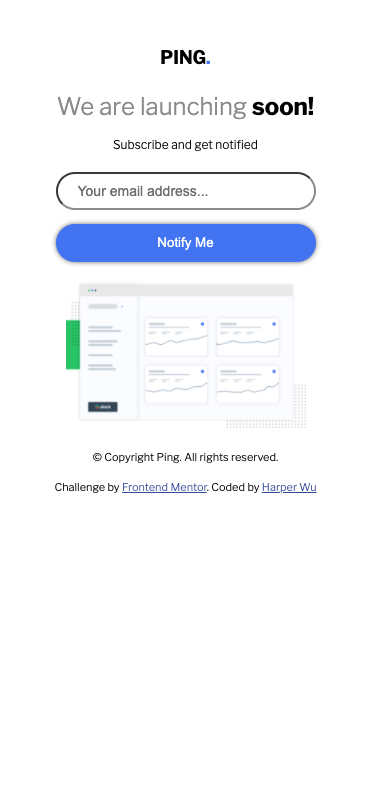 PING.
We are launching soon!
Subscribe and get notified
Your email address...
Notify Me
slack
© Copyright Ping. All rights reserved.
Challenge by Frontend Mentor. Coded by Harper Wu